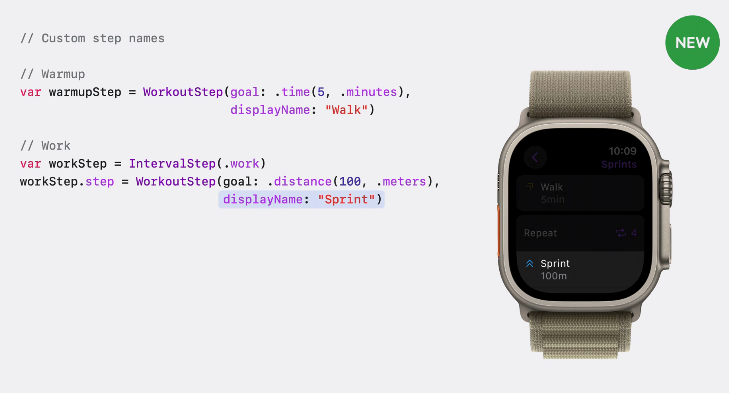 // Custom step names
// Warmup
var warmupStep = WorkoutStep(goal: .time(5, .minutes),
displayName: "Walk")
// Work
var workStep = IntervalStep(.work)
workStep.step = WorkoutStep(goal: .distance(100, .meters),
displayName: "Sprint")
NEW
10:09
Sprints
Walk
5min
Repeat 4
Sprint
100m